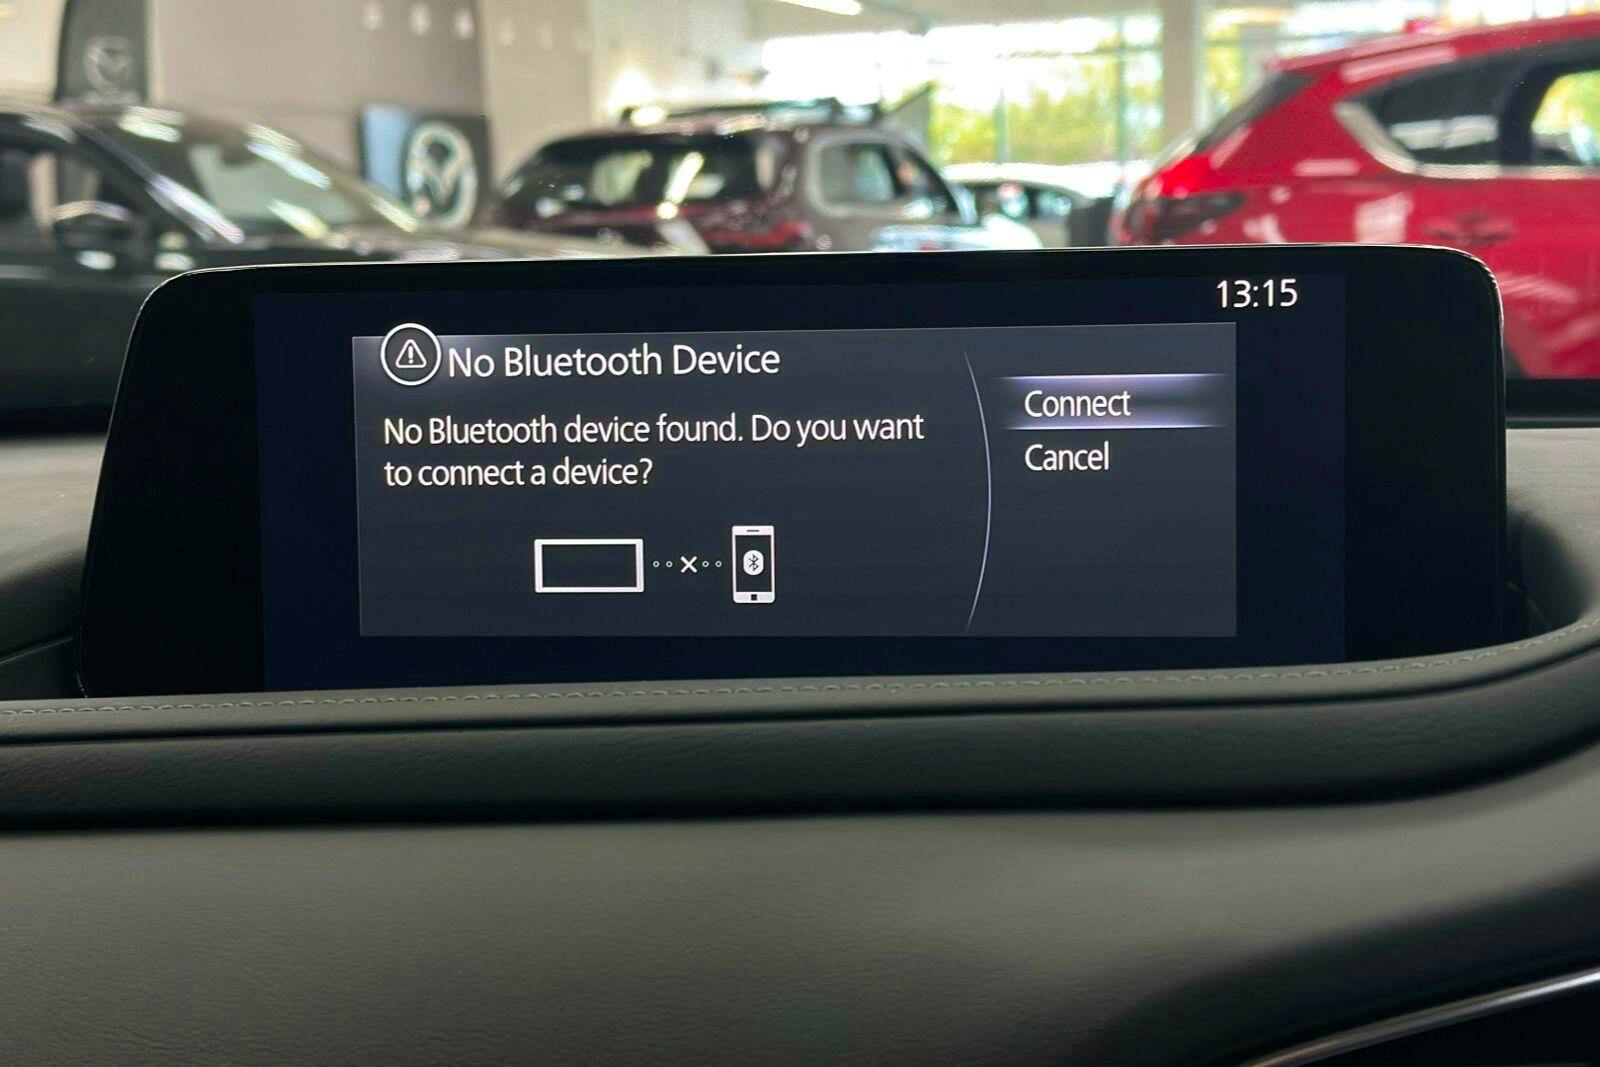 13:15
No Bluetooth Device
No Bluetooth device found. Do you want
to connect a device?
Connect
Cancel